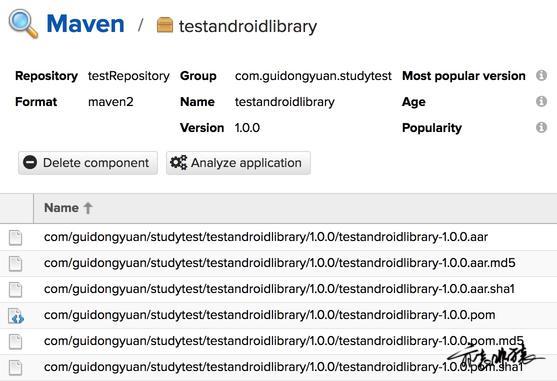 Maven / testandroidlibrary
Repository testRepository Group com.guidongyuan.studytest Most popular version
Format maven2 Name testandroidlibrary Age
Version 1.0.0 Popularity
Delete component Analyze application
Name
com/guidongyuan/studytest/testandroidlibrary/1.0.0/testandroidlibrary-1.0.0.aar
com/guidongyuan/studytest/testandroidlibrary/1.0.0/testandroidlibrary-1.0.0.aar.md5
com/guidongyuan/studytest/testandroidlibrary/1.0.0/testandroidlibrary-1.0.0.aar.sha1
com/guidongyuan/studytest/testandroidlibrary/1.0.0/testandroidlibrary-1.0.0.pom
com/guidongyuan/studytest/testandroidlibrary/1.0.0/testandroidlibrary-1.0.0.pom.md5
com/guidongyuan/studytest/testandroidlibrary/1.0.0/testandroidlibrary-1.0.0.pom.sha1